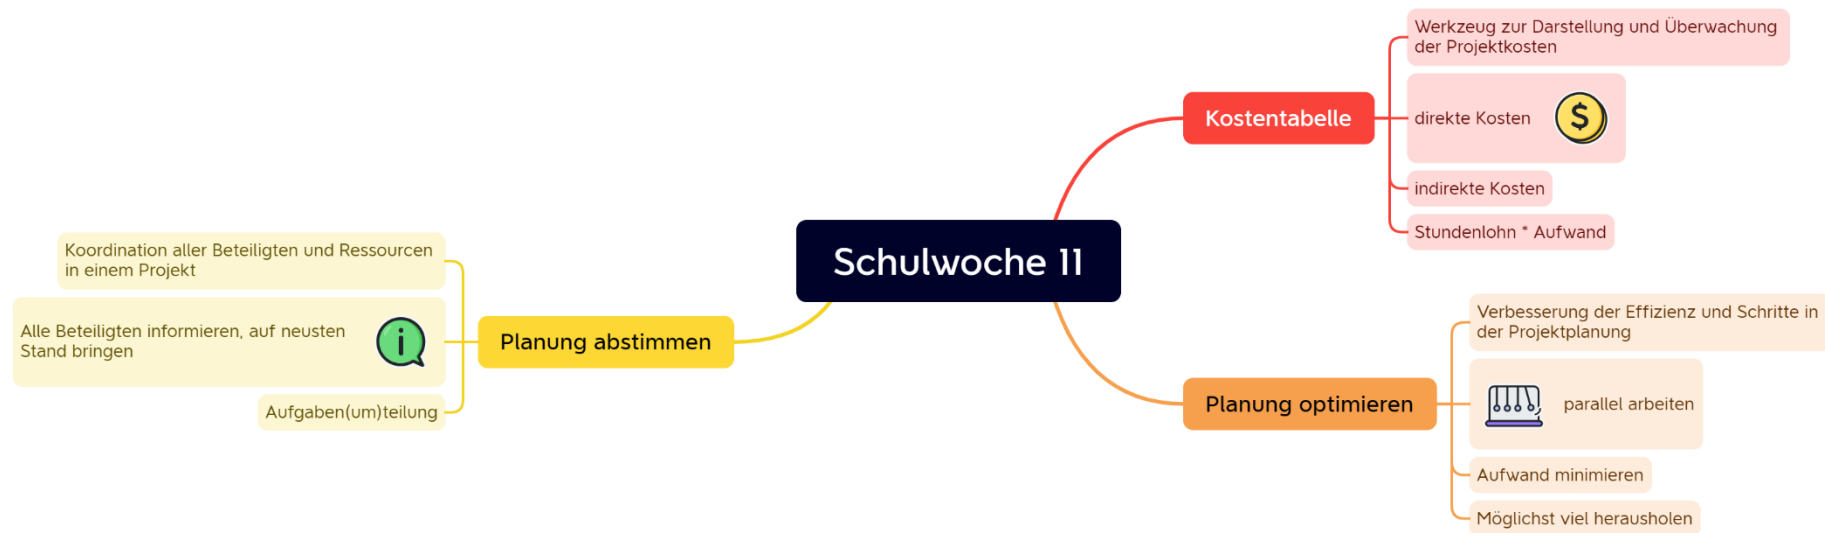 Schulwoche 11
Kostentabelle
Werkzeug zur Darstellung und Überwachung
der Projektkosten
direkte Kosten
$
indirekte Kosten
Stundenlohn * Aufwand
Planung optimieren
Verbesserung der Effizienz und Schritte in
der Projektplanung
parallel arbeiten
Aufwand minimieren
Möglichst viel herausholen
Planung abstimmen
Koordination aller Beteiligten und Ressourcen
in einem Projekt
Alle Beteiligten informieren, auf neusten
Stand bringen
i
Aufgaben(um)teilung